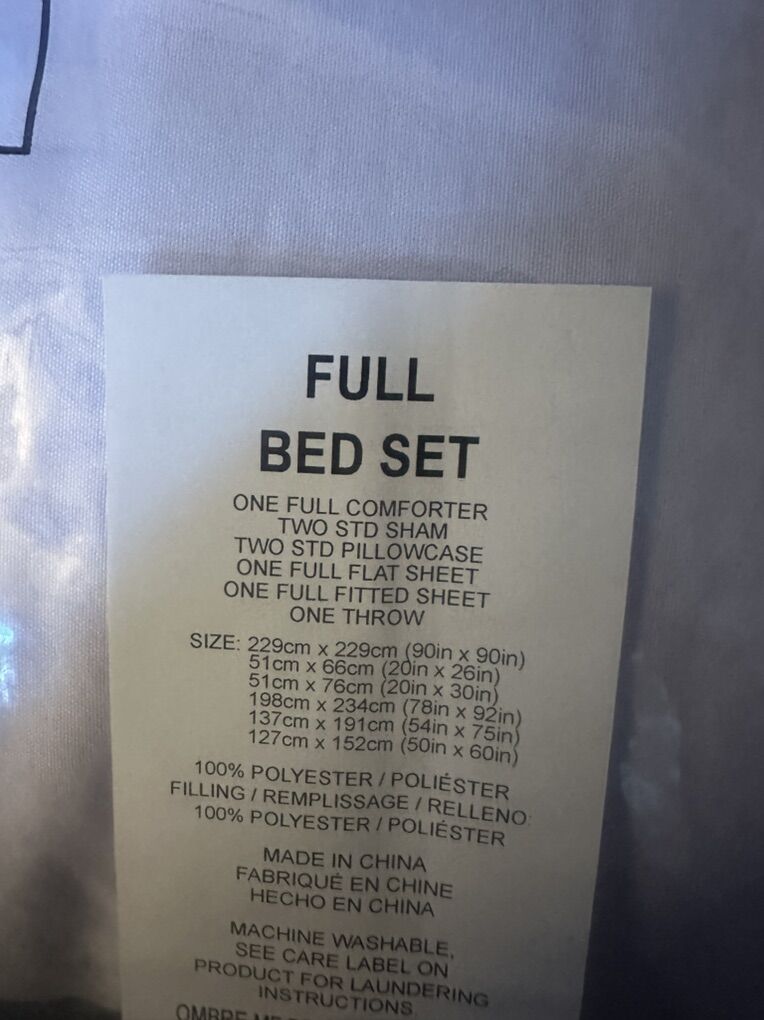 FULL
BED SET
ONE FULL COMFORTER
TWO STD SHAM
TWO STD PILLOWCASE
ONE FULL FLAT SHEET
ONE FULL FITTED SHEET
ONE THROW
SIZE: 229cm x 229cm (90in x 90in)
51cm x 66cm (20in x 26in)
51cm x 76cm (20in x 30in)
198cm x 234cm (78in x 92in)
137cm x 191cm (54in x 75in)
127cm x 152cm (50in x 60in)
100% POLYESTER / POLIÉSTER
FILLING / REMPLISSAGE / RELLENO:
100% POLYESTER / POLIÉSTER
MADE IN CHINA
FABRIQUÉ EN CHINE
HECHO EN CHINA
MACHINE WASHABLE,
SEE CARE LABEL ON
PRODUCT FOR LAUNDERING
INSTRUCTIONS.
OMBRE